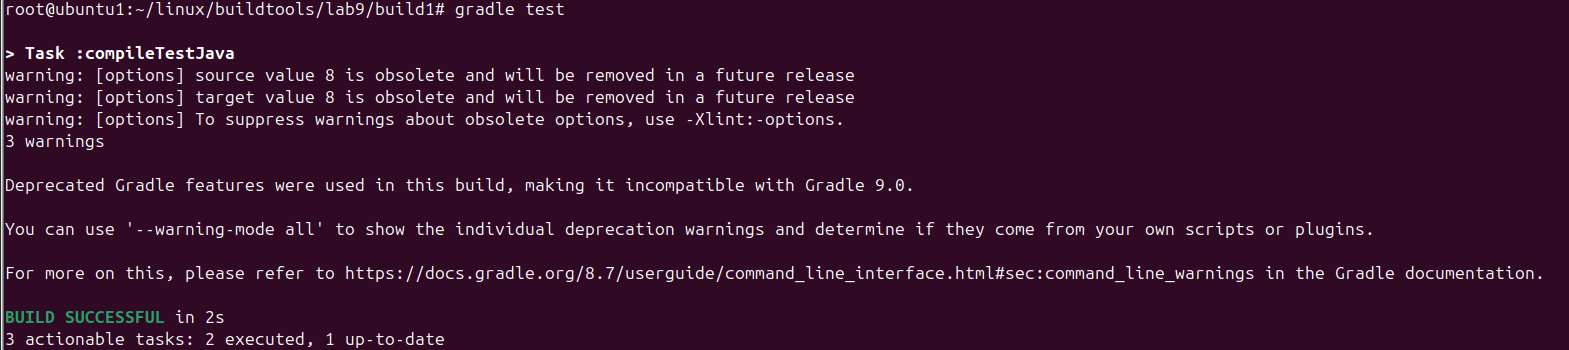 root@ubuntu1:~/linux/buildtools/lab9/build1# gradle test
> Task :compileTestJava
warning: [options] source value 8 is obsolete and will be removed in a future release
warning: [options] target value 8 is obsolete and will be removed in a future release
warning: [options] To suppress warnings about obsolete options, use -Xlint:-options.
3 warnings
Deprecated Gradle features were used in this build, making it incompatible with Gradle 9.0.
You can use '--warning-mode all' to show the individual deprecation warnings and determine if they come from your own scripts or plugins.
For more on this, please refer to https://docs.gradle.org/8.7/userguide/command_line_interface.html#sec:command_line_warnings in the Gradle documentation.
BUILD SUCCESSFUL in 2s
3 actionable tasks: 2 executed, 1 up-to-date